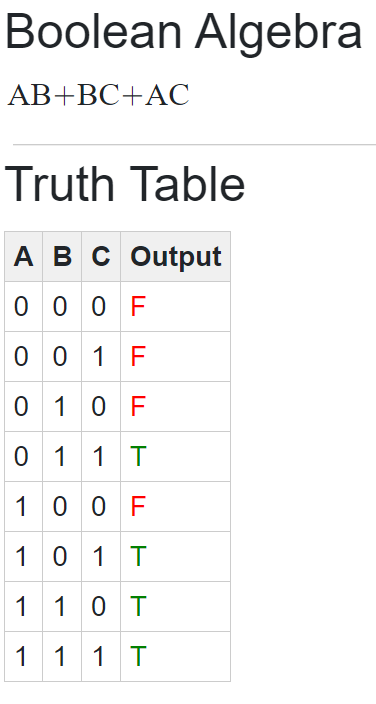 Boolean Algebra
AB+BC+AC
Truth Table
A B C Output
0 0 0 F
0 0 1 F
0 1 0 F
0 1 1 T
1 0 0 F
1 0 1 T
1 1 0 T
1 1 1 T